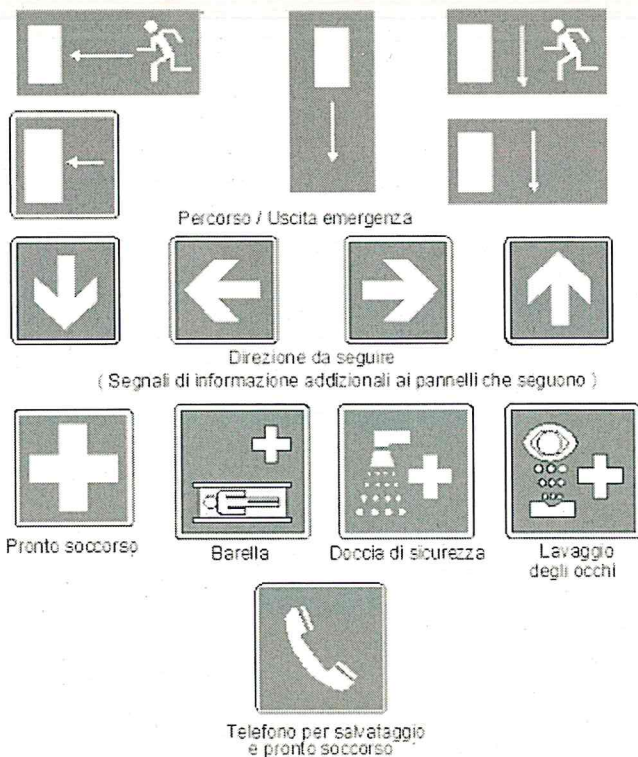 Percorso / Uscita emergenza
Direzione da seguire
( Segnali di informazione addizionali ai pannelli che seguono )
Pronto soccorso
Barella
Doccia di sicurezza
Lavaggio
degli occhi
Telefono per salvataggio
e pronto soccorso